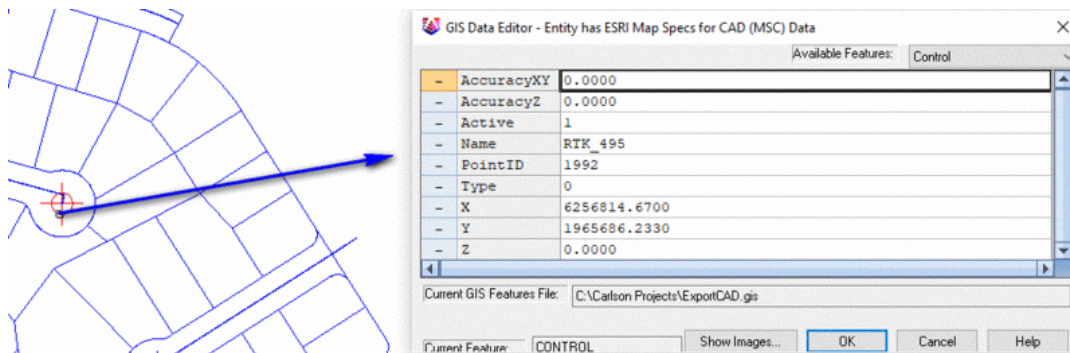 GIS Data Editor - Entity has ESRI Map Specs for CAD (MSC) Data
Available Features: Control
- AccuracyXY 0.0000
- AccuracyZ 0.0000
- Active 1
- Name RTK_495
- PointID 1992
- Type 0
- X 6256814.6700
- Y 1965686.2330
- Z 0.0000
Current GIS Features File: C:\Carlson Projects\ExportCAD.gis
Current Feature: CONTROL Show Images... OK Cancel Help